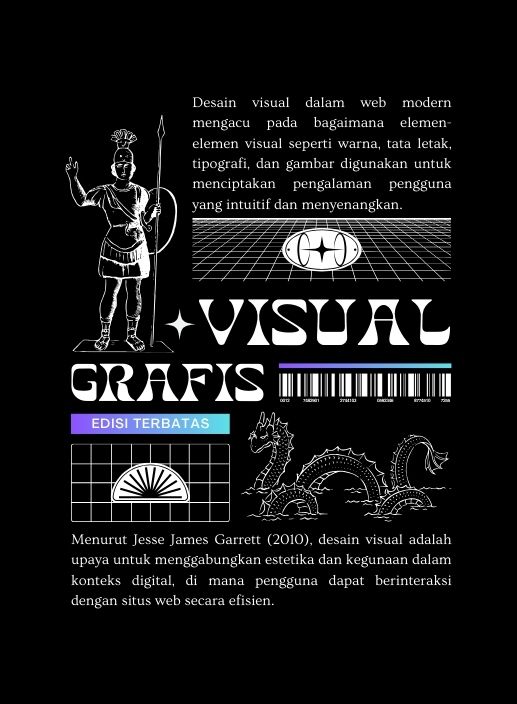 Desain visual dalam web modern
mengacu pada bagaimana elemen-
elemen visual seperti warna, tata letak,
tipografi, dan gambar digunakan untuk
menciptakan pengalaman pengguna
yang intuitif dan menyenangkan.
VISUAL
GRAFIS
EDISI TERBATAS
Menurut Jesse James Garrett (2010), desain visual adalah
upaya untuk menggabungkan estetika dan kegunaan dalam
konteks digital, di mana pengguna dapat berinteraksi
dengan situs web secara efisien.